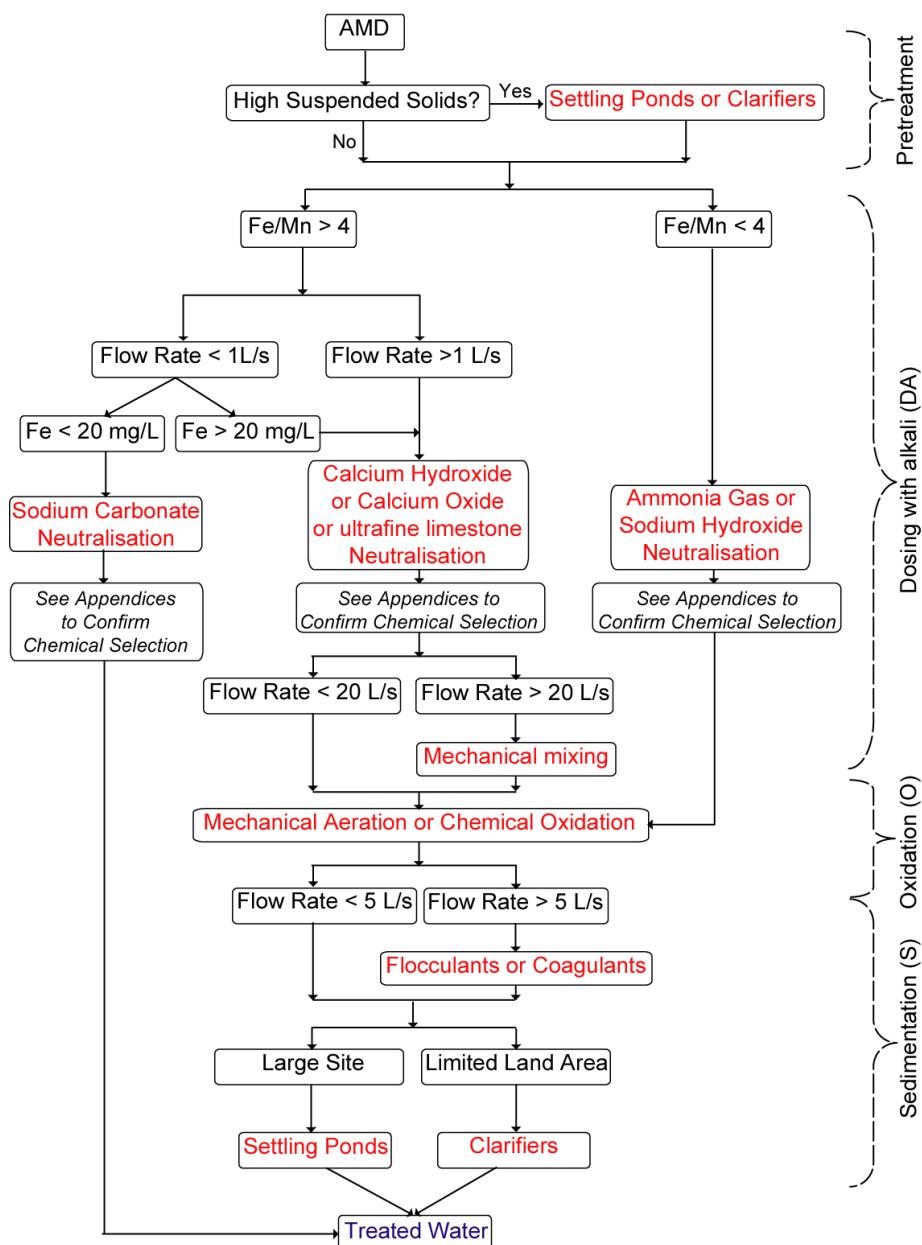 AMD
High Suspended Solids?
Yes
Settling Ponds or Clarifiers
No
Pretreatment
Fe/Mn > 4
Fe/Mn < 4
Flow Rate < 1L/s
Flow Rate >1 L/s
Fe < 20 mg/L
Fe > 20 mg/L
Sodium Carbonate
Neutralisation
Calcium Hydroxide
or Calcium Oxide
or ultrafine limestone
Neutralisation
Ammonia Gas or
Sodium Hydroxide
Neutralisation
See Appendices
to Confirm
Chemical Selection
See Appendices to
Confirm Chemical Selection
See Appendices to
Confirm Chemical Selection
Flow Rate < 20 L/s
Flow Rate > 20 L/s
Mechanical mixing
Dosing with alkali (DA)
Mechanical Aeration or Chemical Oxidation
Oxidation (O)
Flow Rate < 5 L/s
Flow Rate > 5 L/s
Flocculants or Coagulants
Large Site
Limited Land Area
Settling Ponds
Clarifiers
Sedimentation (S)
Treated Water